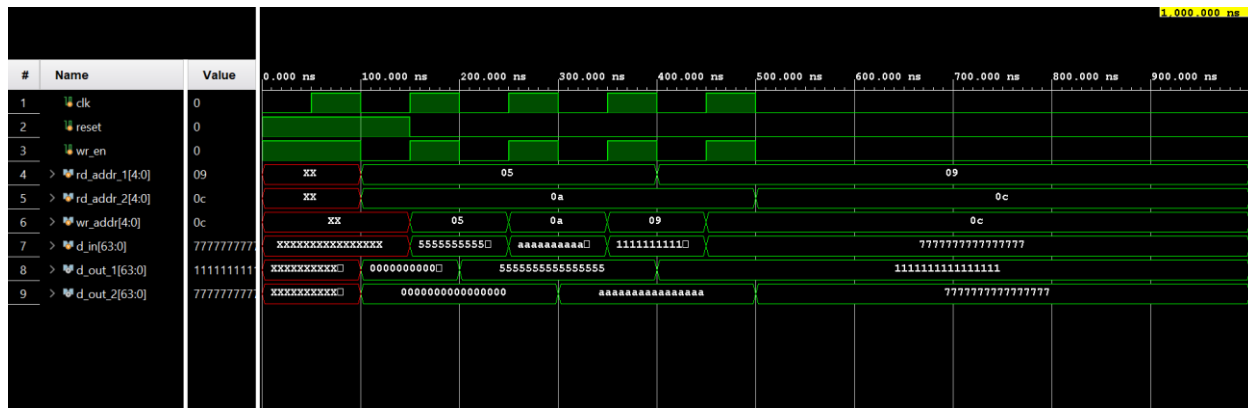 1,000.000 ns
# Name Value 0.000 ns 100.000 ns 200.000 ns 300.000 ns 400.000 ns 500.000 ns 600.000 ns 700.000 ns 800.000 ns 900.000 ns
1 clk 0
2 reset 0
3 wr_en 0
4 > rd_addr_1[4:0] 09 XX 05 09
5 > rd_addr_2[4:0] 0c XX 0a 0c
6 > wr_addr[4:0] 0c XX 05 0a 09 0c
7 > d_in[63:0] 7777777777 XXXXXXXXXXXXXXXX 5555555555□ aaaaaaaaaa□ 1111111111□ 7777777777777777
8 > d_out_1[63:0] 111111111 XXXXXXXXXX□ 0000000000□ 5555555555555555 1111111111111111
9 > d_out_2[63:0] 7777777777 XXXXXXXXXX□ 0000000000000000 aaaaaaaaaaaaaaaa 7777777777777777